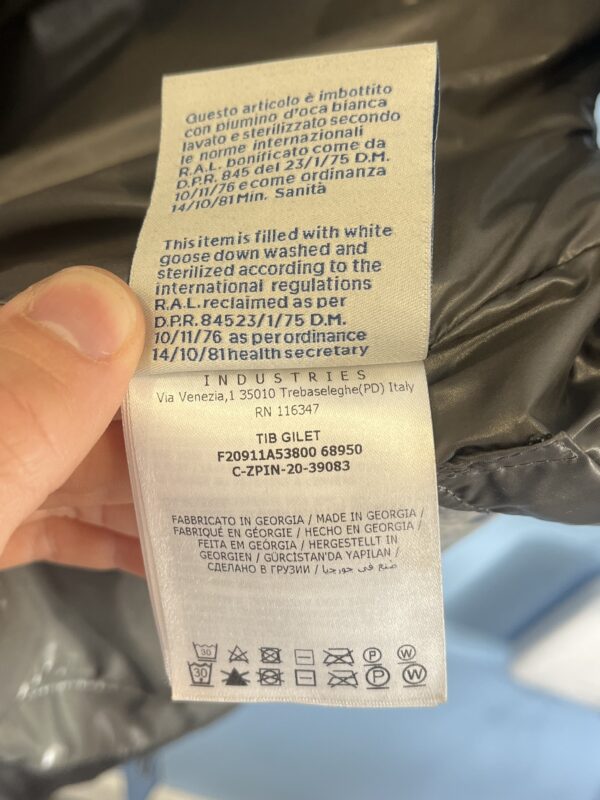 Questo articolo è imbottito
con piumino d'oca bianca
lavato e sterilizzato secondo
le norme internazionali
R.A.L. bonificato come da
D.P.R. 845 del 23/1/75 D.M.
10/11/76 e come ordinanza
14/10/81 Min. Sanità
This item is filled with white
goose down washed and
sterilized according to the
international regulations
R.A.L. reclaimed as per
D.P.R. 84523/1/75 D.M.
10/11/76 as per ordinance
14/10/81 health secretary
INDUSTRIES
Via Venezia,1 35010 Trebaseleghe(PD) Italy
RN 116347
TIB GILET
F20911A53800 68950
C-ZPIN-20-39083
FABBRICATO IN GEORGIA / MADE IN GEORGIA /
FABRIQUÉ EN GÉORGIE / HECHO EN GEORGIA /
FEITA EM GEÓRGIA / HERGESTELLT IN
GEORGIEN / GÜRCİSTAN'DA YAPILAN /
СДЕЛАНО В ГРУЗИИ / صنع في جورجيا
30 P W
30 P W